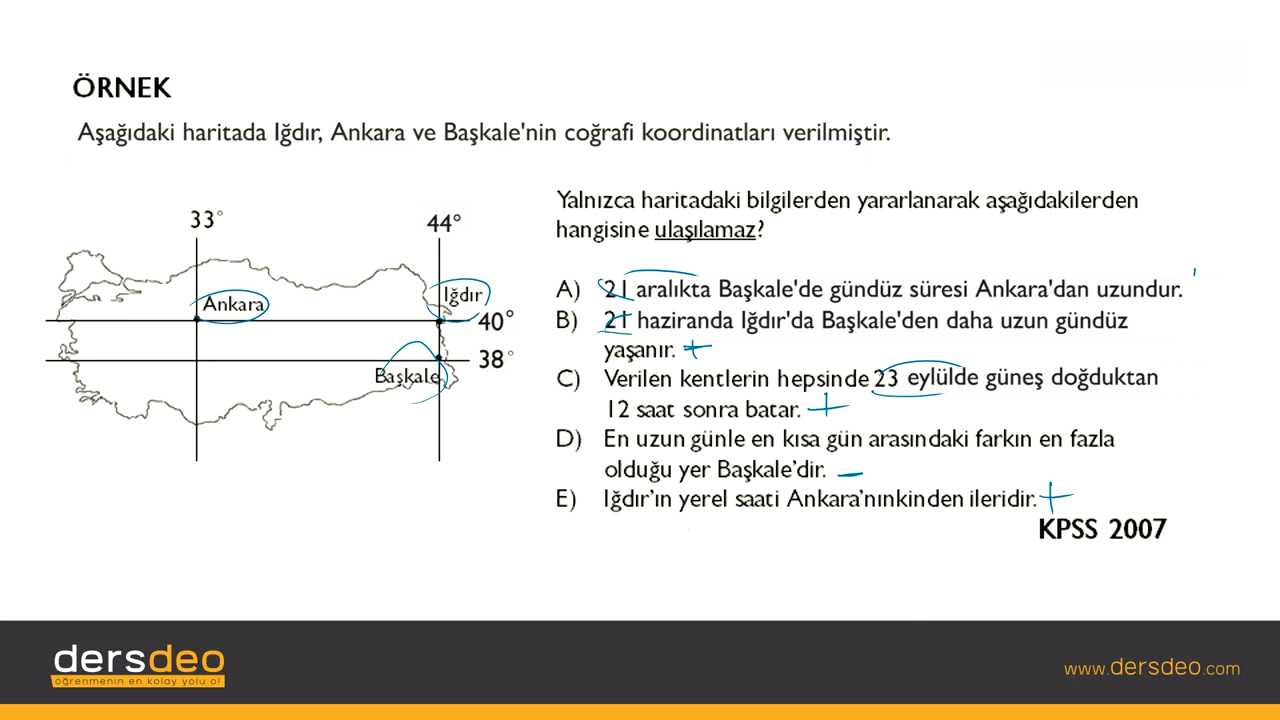 ÖRNEK
Aşağıdaki haritada Iğdır, Ankara ve Başkale'nin coğrafi koordinatları verilmiştir.
33°
44°
Ankara
Iğdır
40°
38°
Başkale
Yalnızca haritadaki bilgilerden yararlanarak aşağıdakilerden
hangisine ulaşılamaz?
A) 21 aralıkta Başkale'de gündüz süresi Ankara'dan uzundur.
B) 21 haziranda Iğdır'da Başkale'den daha uzun gündüz
yaşanır. +
C) Verilen kentlerin hepsinde 23 eylülde güneş doğduktan
12 saat sonra batar. +
D) En uzun günle en kısa gün arasındaki farkın en fazla
olduğu yer Başkale’dir. –
E) Iğdır’ın yerel saati Ankara’nınkinden ileridir. +
KPSS 2007
dersdeo
öğrenmenin en kolay yolu o!
www.dersdeo.com